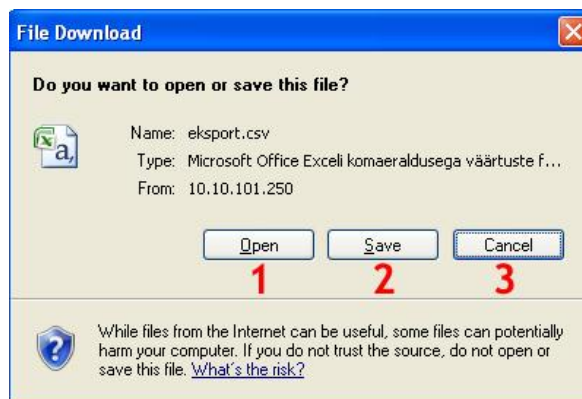 File Download
Do you want to open or save this file?
Name: eksport.csv
Type: Microsoft Office Exceli komaeraldusega väärtuste f...
From: 10.10.101.250
Open Save Cancel
1 2 3
While files from the Internet can be useful, some files can potentially
harm your computer. If you do not trust the source, do not open or
save this file. What's the risk?